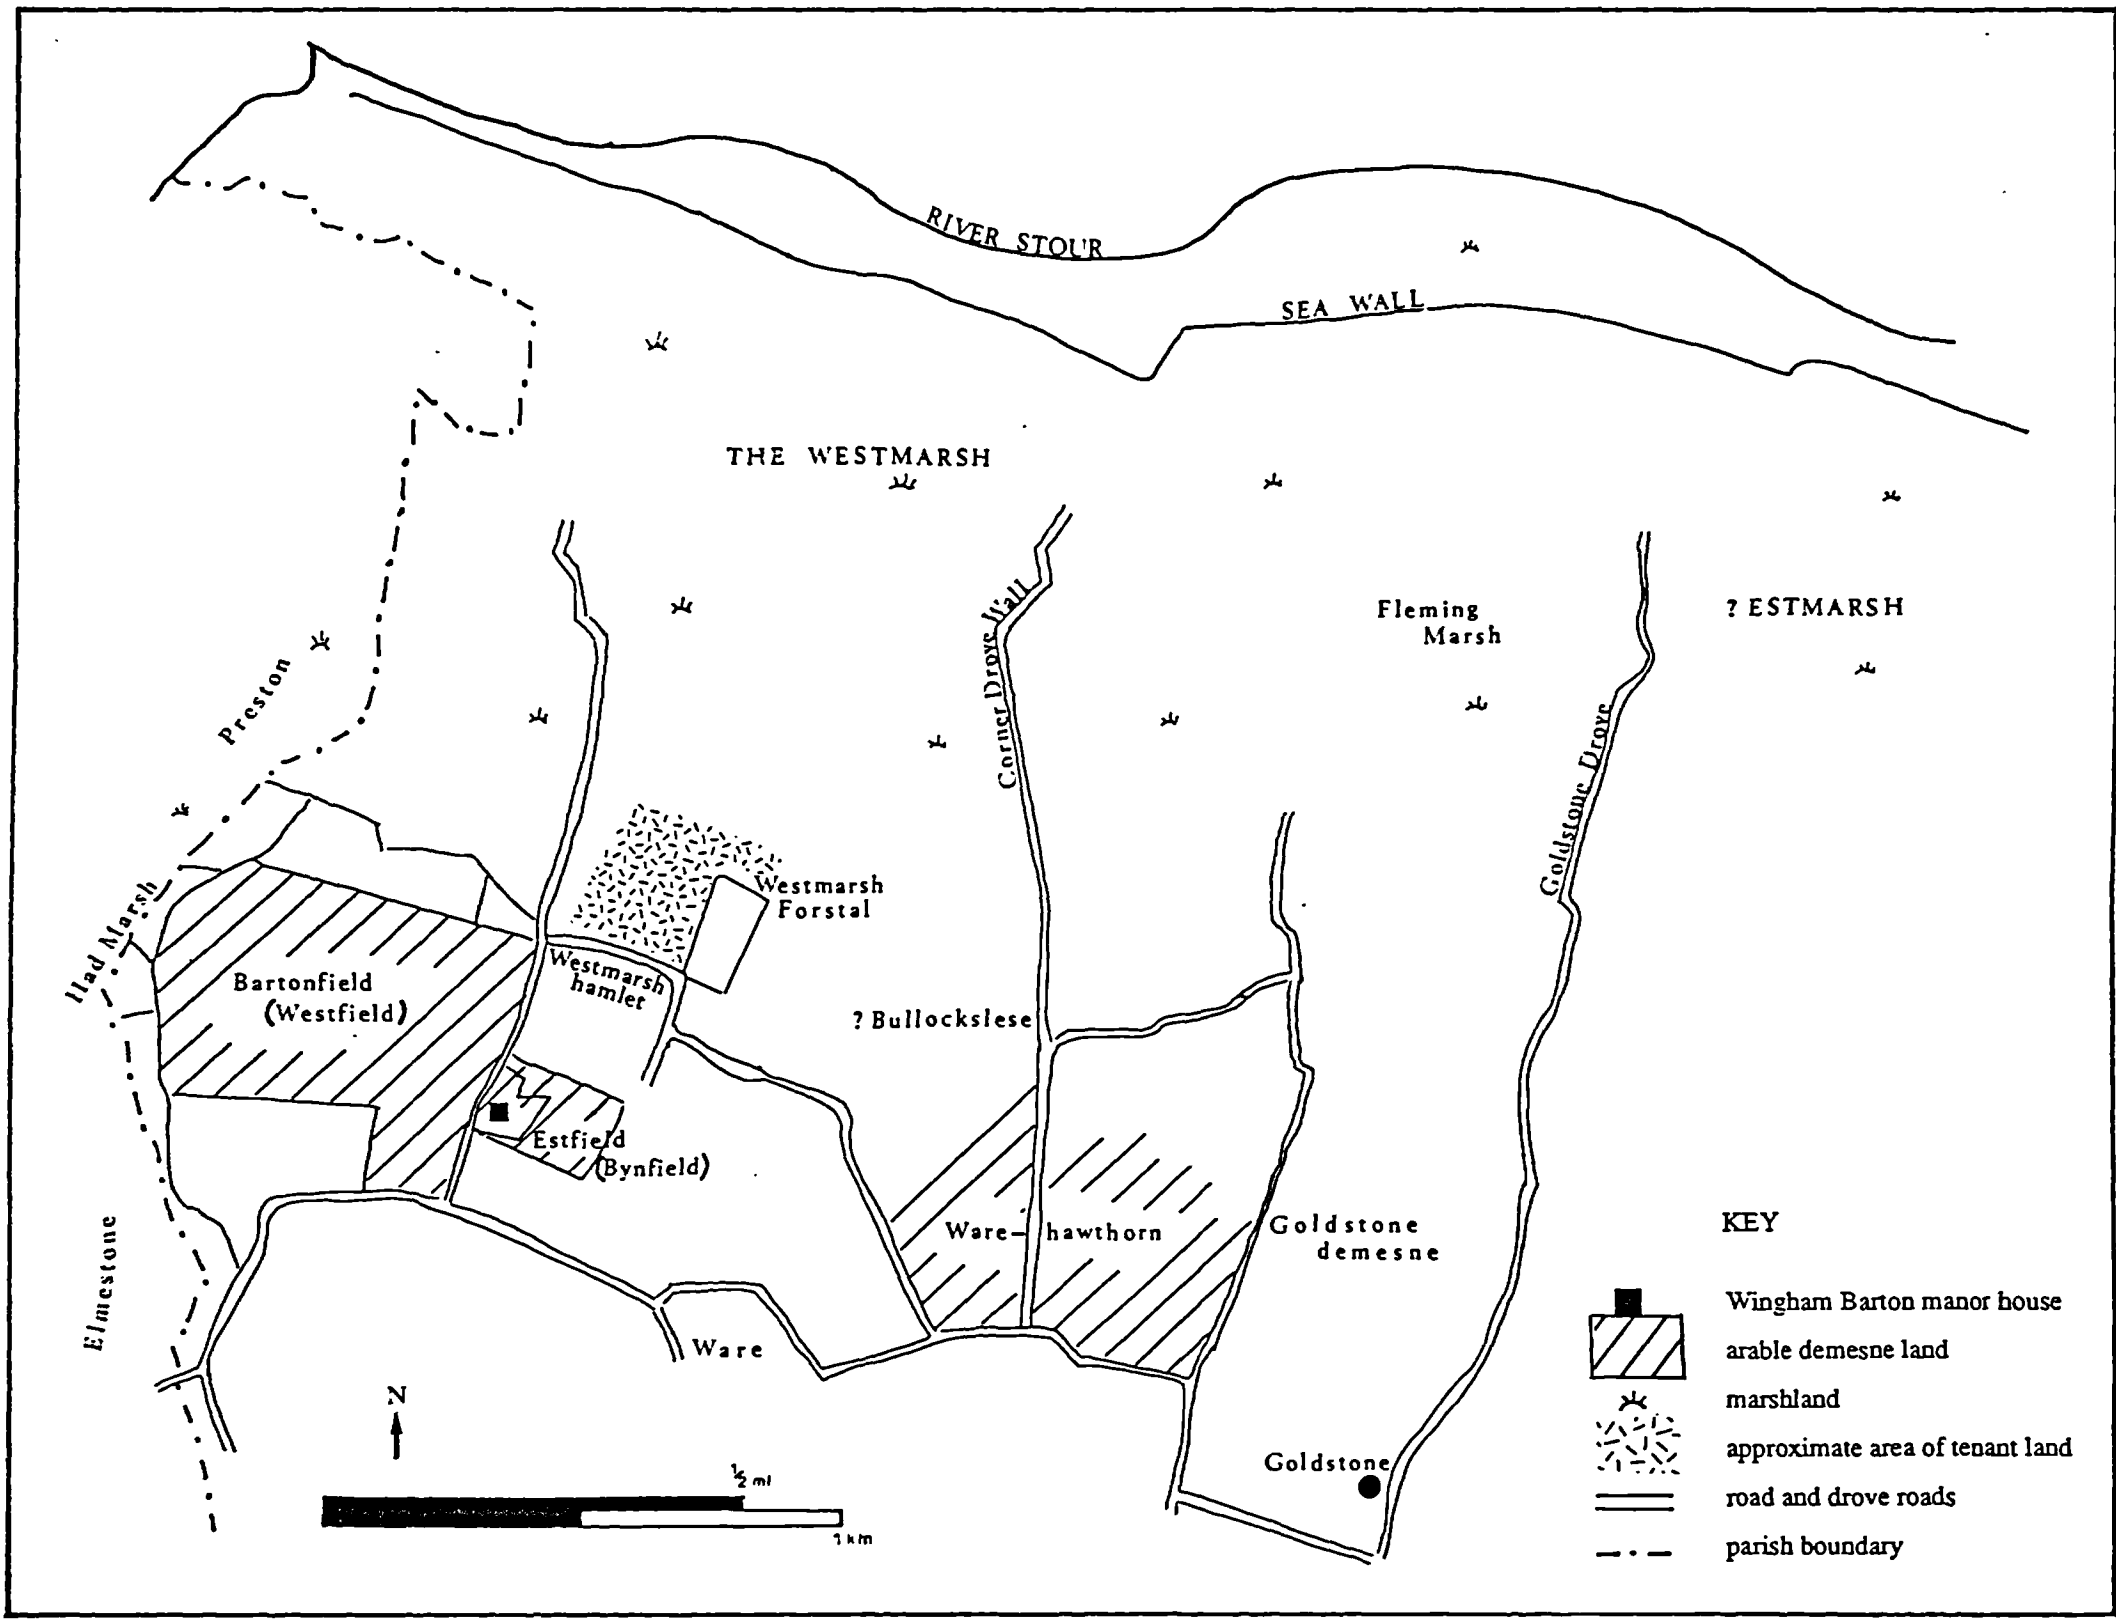 RIVER STOUR
SEA WALL
THE WESTMARSH
Corner Drove Wall
Fleming
Marsh
? ESTMARSH
Preston
Goldstone Drove
Westmarsh
Forstal
Had Marsh
Westmarsh
hamlet
Bartonfield
(Westfield)
? Bullockslese
Estfield
(Bynfield)
Ware-hawthorn
Goldstone
demesne
Elmestone
Ware
Goldstone
N
½ ml
1 km
KEY
Wingham Barton manor house
arable demesne land
marshland
approximate area of tenant land
road and drove roads
parish boundary